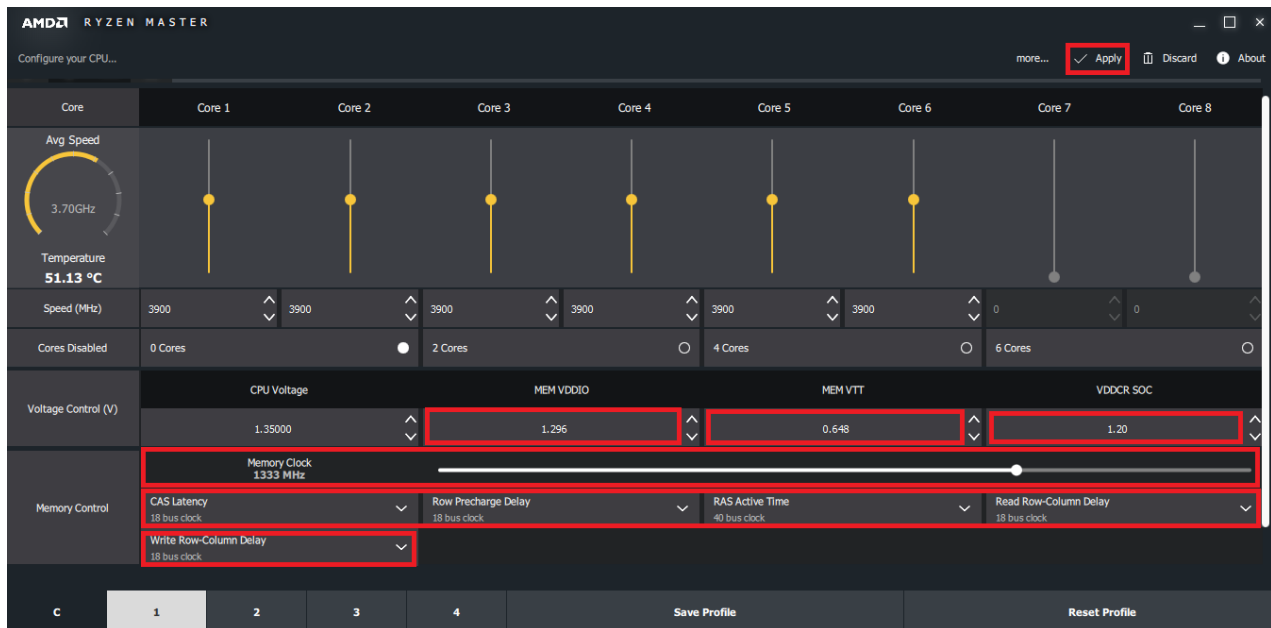 AMD RYZEN MASTER
Configure your CPU...
more... Apply Discard About
Core Core 1 Core 2 Core 3 Core 4 Core 5 Core 6 Core 7 Core 8
Avg Speed
3.70GHz
Temperature
51.13 °C
Speed (MHz) 3900 3900 3900 3900 3900 3900 0 0
Cores Disabled 0 Cores 2 Cores 4 Cores 6 Cores
Voltage Control (V)
CPU Voltage MEM VDDIO MEM VTT VDDCR SOC
1.35000 1.296 0.648 1.20
Memory Control
Memory Clock
1333 MHz
CAS Latency Row Precharge Delay RAS Active Time Read Row-Column Delay
18 bus clock 18 bus clock 40 bus clock 18 bus clock
Write Row-Column Delay
18 bus clock
C 1 2 3 4 Save Profile Reset Profile